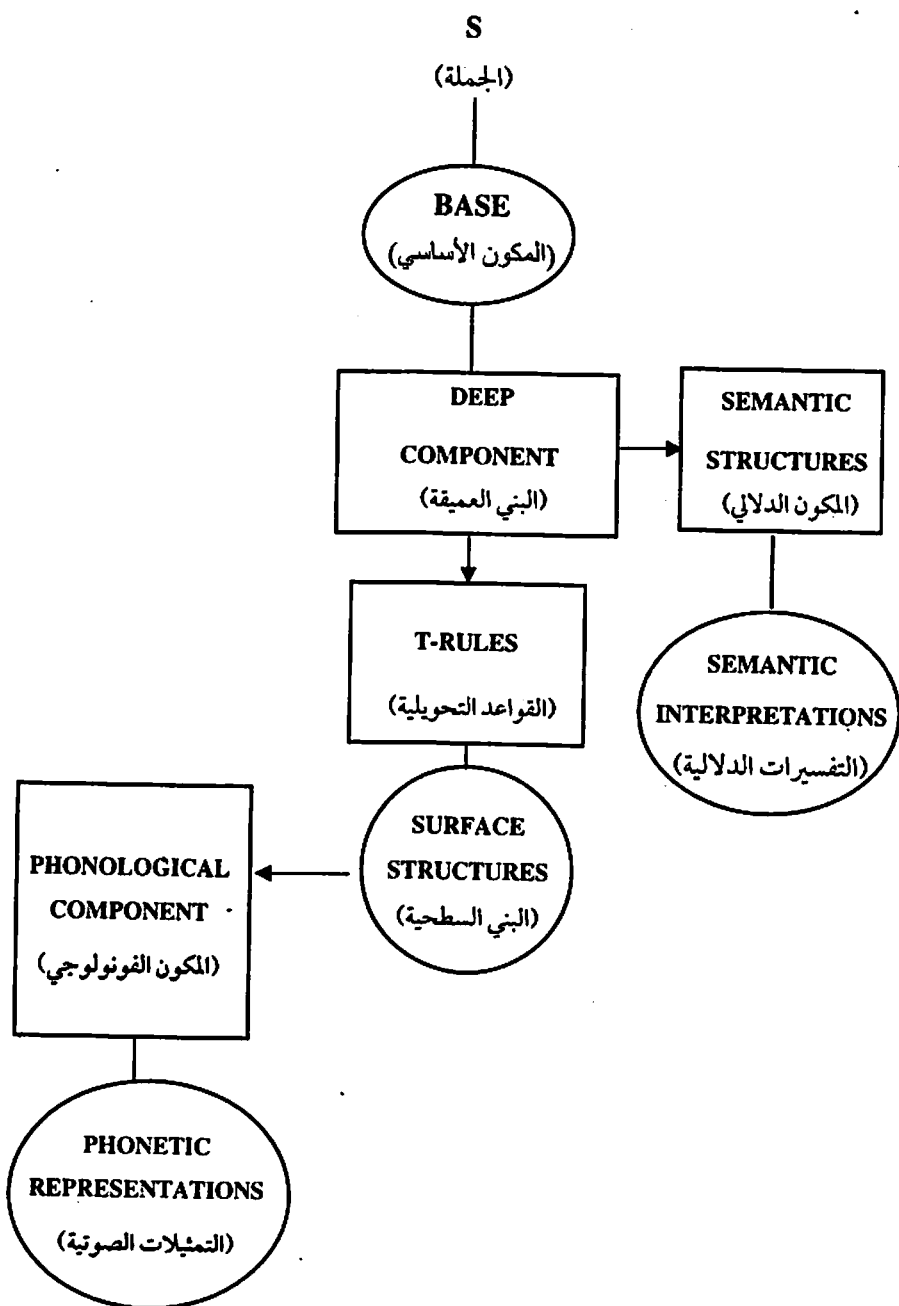 S
(الجملة)
BASE
(المكون الأساسي)
DEEP
COMPONENT
(البني العميقة)
SEMANTIC
STRUCTURES
(المكون الدلالي)
T-RULES
(القواعد التحويلية)
SEMANTIC
INTERPRETATIONS
(التفسيرات الدلالية)
SURFACE
STRUCTURES
(البني السطحية)
PHONOLOGICAL
COMPONENT
(المكون الفونولوجي)
PHONETIC
REPRESENTATIONS
(التمثيلات الصوتية)